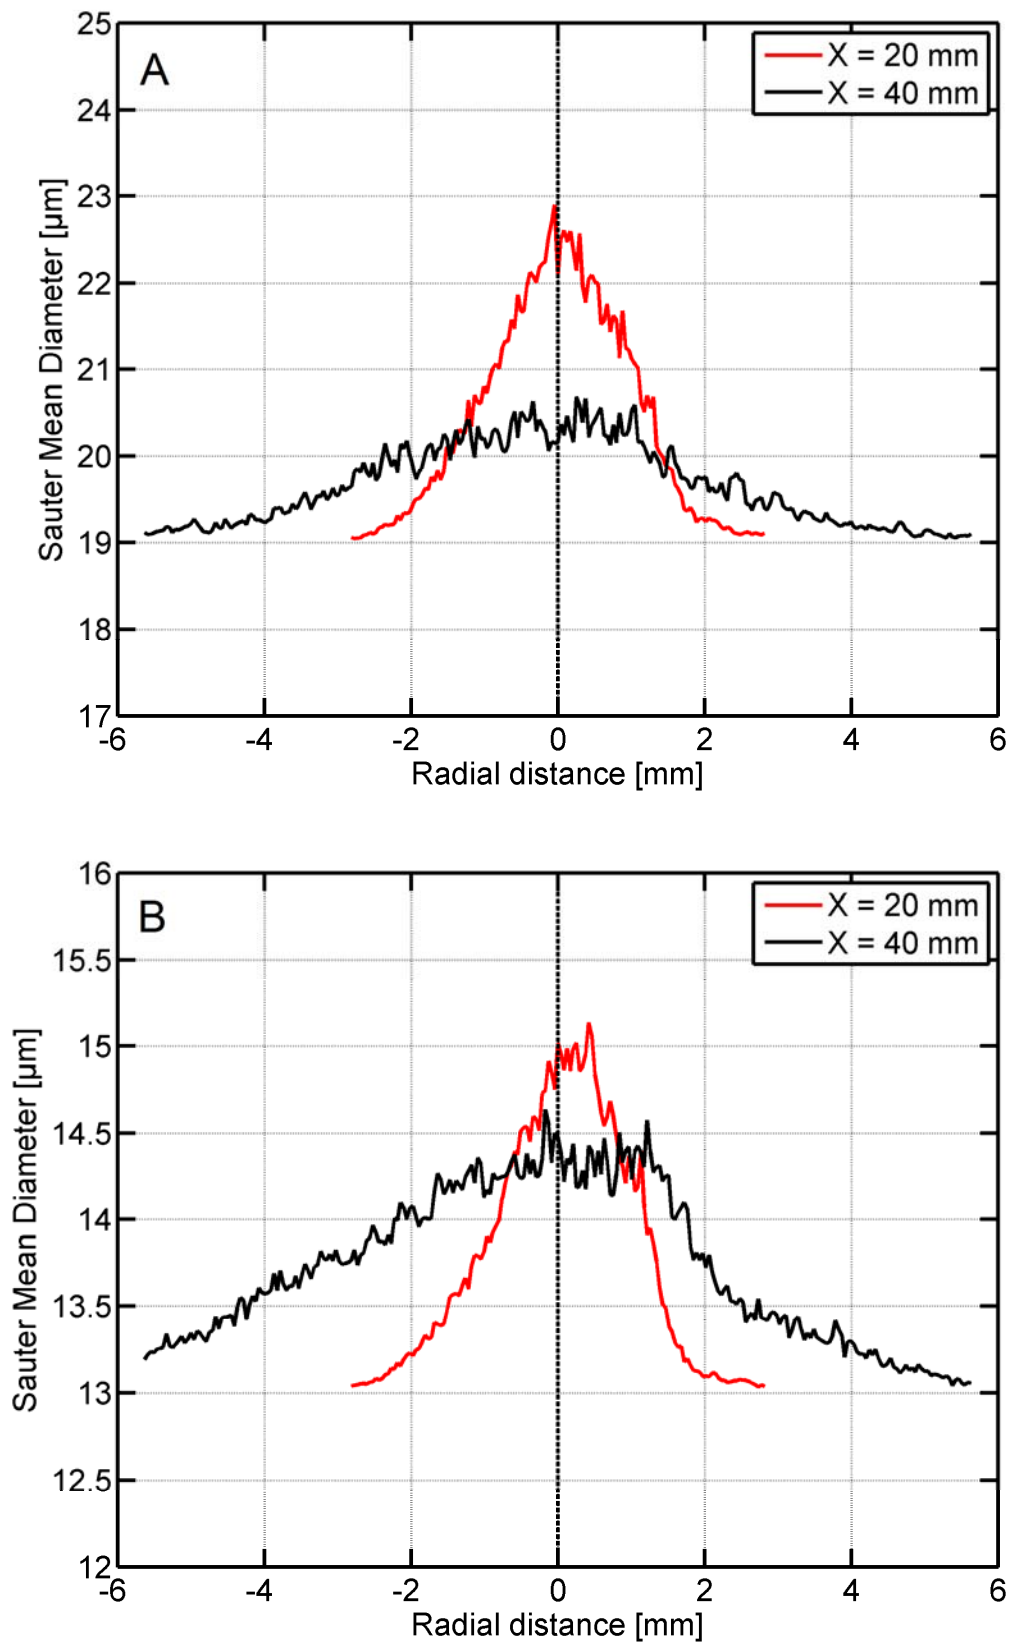 A
X = 20 mm
X = 40 mm
25
24
23
22
21
20
19
18
17
Sauter Mean Diameter [µm]
-6 -4 -2 0 2 4 6
Radial distance [mm]
B
X = 20 mm
X = 40 mm
16
15.5
15
14.5
14
13.5
13
12.5
12
Sauter Mean Diameter [µm]
-6 -4 -2 0 2 4 6
Radial distance [mm]